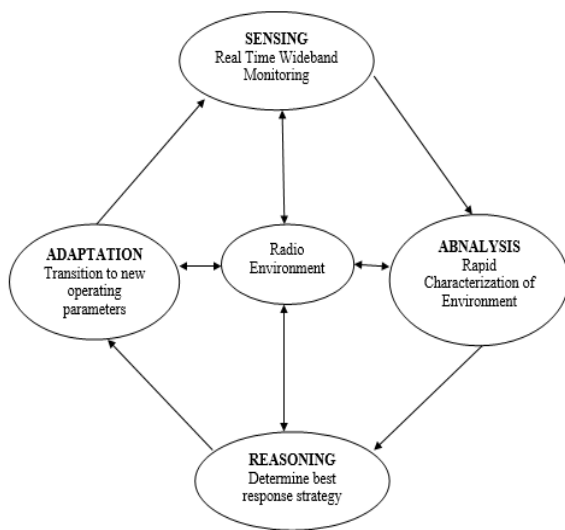 SENSING
Real Time Wideband
Monitoring
ADAPTATION
Transition to new
operating
parameters
Radio
Environment
ABNALYSIS
Rapid
Characterization of
Environment
REASONING
Determine best
response strategy